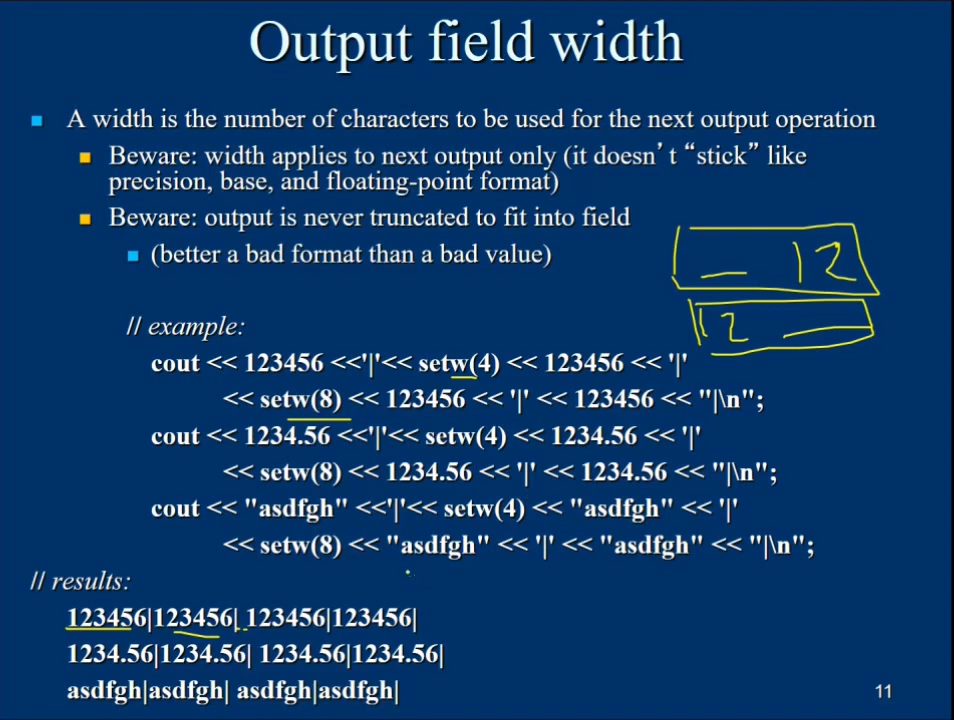 Output field width
A width is the number of characters to be used for the next output operation
Beware: width applies to next output only (it doesn’t “stick” like
precision, base, and floating-point format)
Beware: output is never truncated to fit into field
(better a bad format than a bad value)
12
12
// example:
cout << 123456 <<'|'<< setw(4) << 123456 << '|'
<< setw(8) << 123456 << '|' << 123456 << "|\n";
cout << 1234.56 <<'|'<< setw(4) << 1234.56 << '|'
<< setw(8) << 1234.56 << '|' << 1234.56 << "|\n";
cout << "asdfgh" <<'|'<< setw(4) << "asdfgh" << '|'
<< setw(8) << "asdfgh" << '|' << "asdfgh" << "|\n";
// results:
123456|123456| 123456|123456|
1234.56|1234.56| 1234.56|1234.56|
asdfgh|asdfgh| asdfgh|asdfgh|
11